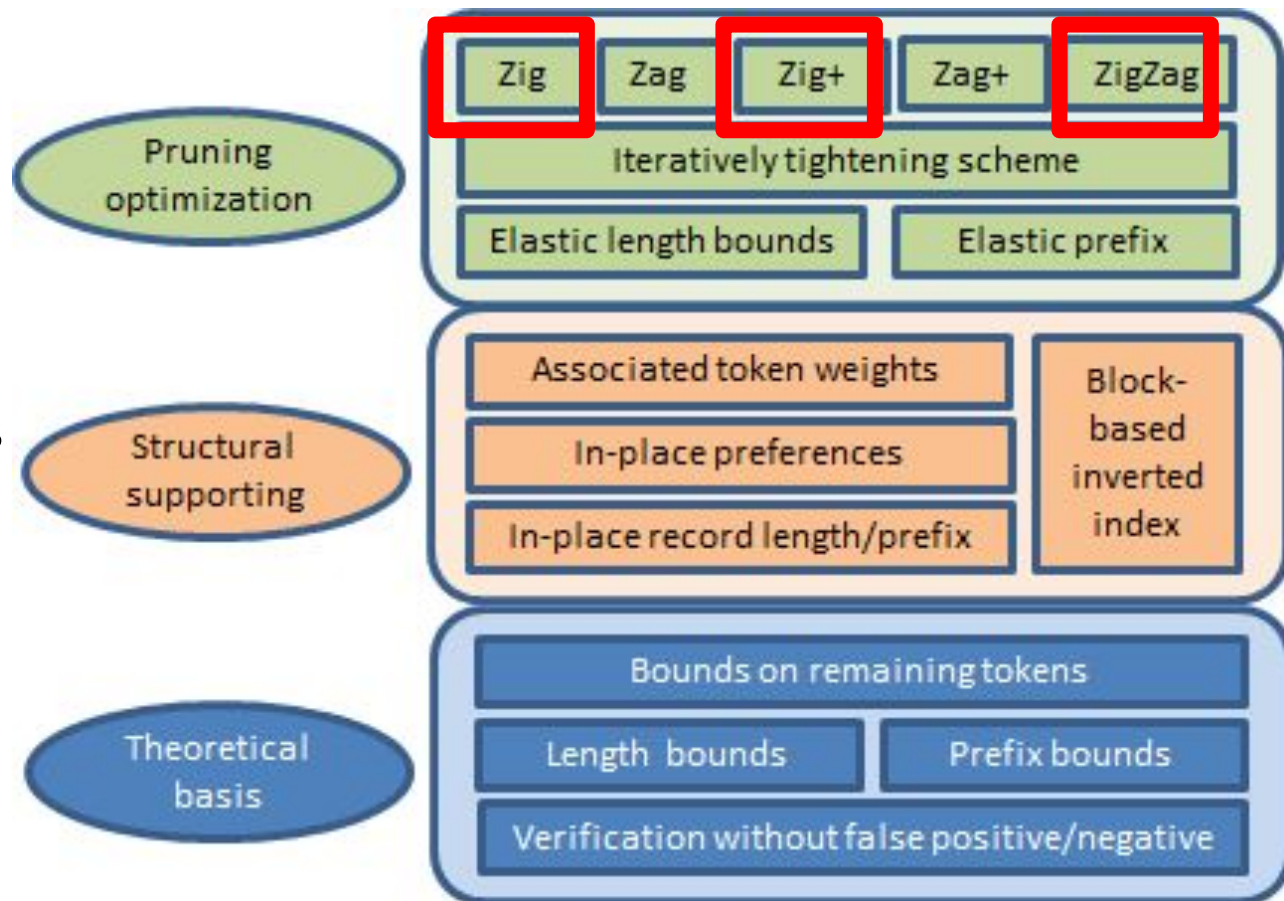 Zig
Zag
Zig+
Zag+
ZigZag
Pruning
optimization
Iteratively tightening scheme
Elastic length bounds
Elastic prefix
Structural
supporting
Associated token weights
In-place preferences
In-place record length/prefix
Block-
based
inverted
index
Theoretical
basis
Bounds on remaining tokens
Length bounds
Prefix bounds
Verification without false positive/negative